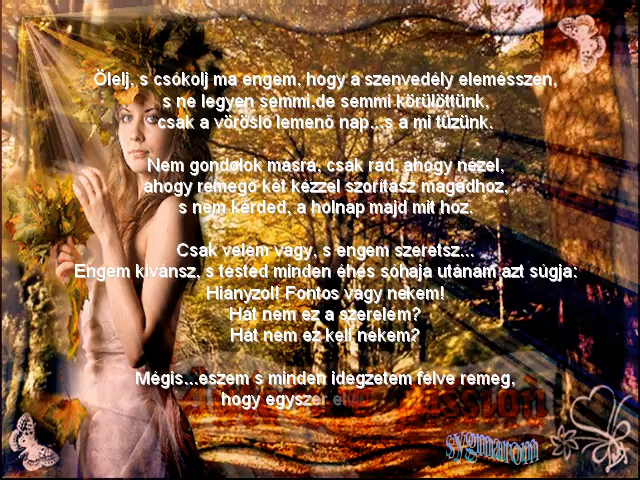 Ölelj, s csókolj ma engem, hogy a szenvedély elemésszen,
s ne legyen semmi,de semmi körülöttünk,
csak a vörösló lemenő nap...s a mi tüzünk.
Nem gondolok másra, csak rád, ahogy nézel,
ahogy remegő két kézzel szorítasz magadhoz,
s nem kérded, a holnap majd mit hoz.
Csak velem vagy, s engem szeretsz...
Engem kívánsz, s tested minden éhes sóhaja utánam azt súgja:
Hiányzol! Fontos vagy nekem!
Hát nem ez a szerelem?
Hát nem ez kell nekem?
Mégis...eszem s minden idegzetem félve remeg,
hogy egyszer
sygmarom